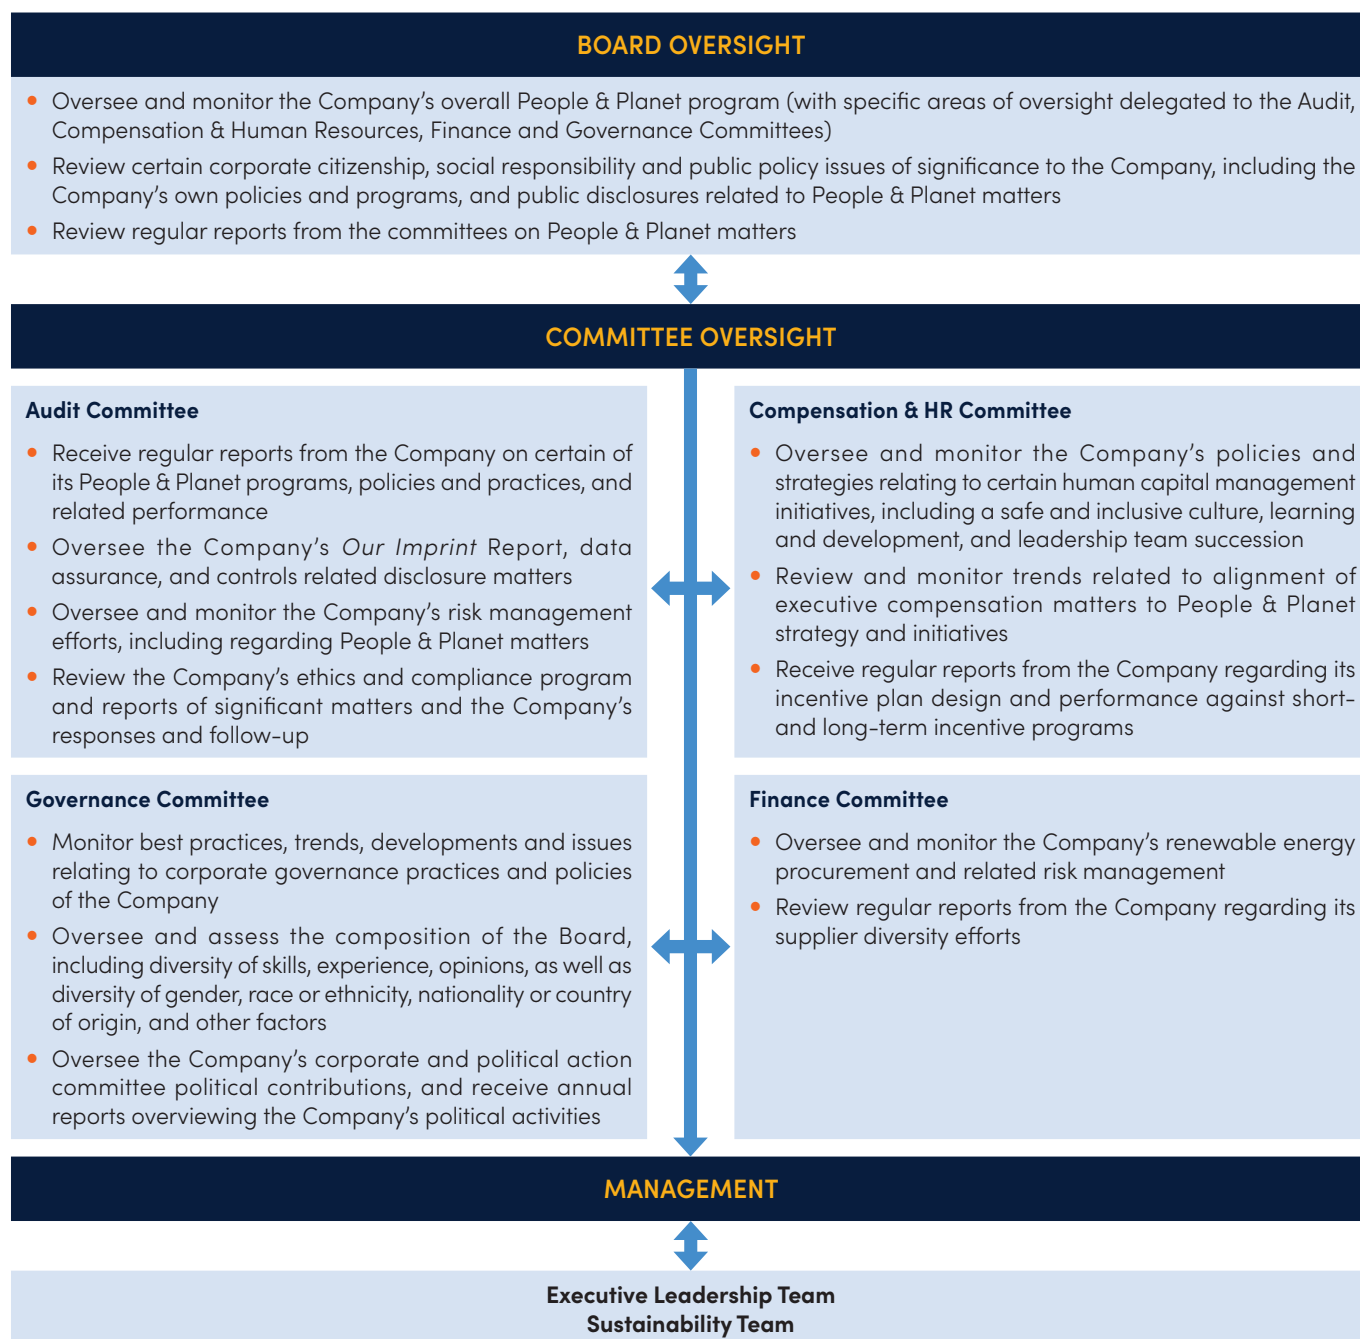 BOARD OVERSIGHT
• Oversee and monitor the Company’s overall People & Planet program (with specific areas of oversight delegated to the Audit,
Compensation & Human Resources, Finance and Governance Committees)
• Review certain corporate citizenship, social responsibility and public policy issues of significance to the Company, including the
Company’s own policies and programs, and public disclosures related to People & Planet matters
• Review regular reports from the committees on People & Planet matters
COMMITTEE OVERSIGHT
Audit Committee
• Receive regular reports from the Company on certain of
its People & Planet programs, policies and practices, and
related performance
• Oversee the Company’s Our Imprint Report, data
assurance, and controls related disclosure matters
• Oversee and monitor the Company’s risk management
efforts, including regarding People & Planet matters
• Review the Company’s ethics and compliance program
and reports of significant matters and the Company’s
responses and follow-up
Compensation & HR Committee
• Oversee and monitor the Company’s policies and
strategies relating to certain human capital management
initiatives, including a safe and inclusive culture, learning
and development, and leadership team succession
• Review and monitor trends related to alignment of
executive compensation matters to People & Planet
strategy and initiatives
• Receive regular reports from the Company regarding its
incentive plan design and performance against short-
and long-term incentive programs
Governance Committee
• Monitor best practices, trends, developments and issues
relating to corporate governance practices and policies
of the Company
• Oversee and assess the composition of the Board,
including diversity of skills, experience, opinions, as well as
diversity of gender, race or ethnicity, nationality or country
of origin, and other factors
• Oversee the Company’s corporate and political action
committee political contributions, and receive annual
reports overviewing the Company’s political activities
Finance Committee
• Oversee and monitor the Company’s renewable energy
procurement and related risk management
• Review regular reports from the Company regarding its
supplier diversity efforts
MANAGEMENT
Executive Leadership Team
Sustainability Team